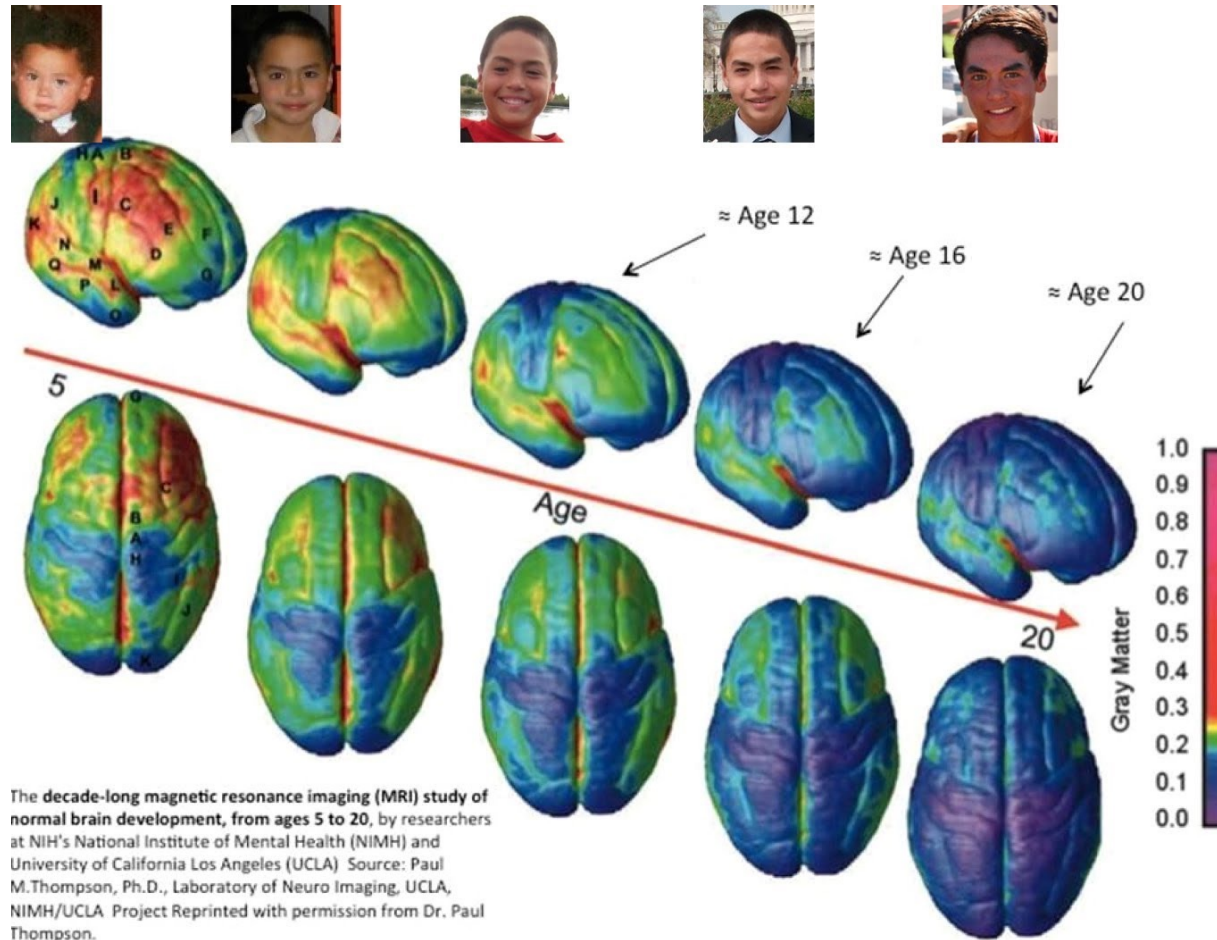 H A B
J I C
K E F
N D
Q M G
P L
O
≈ Age 12
≈ Age 16
≈ Age 20
5
Age
20
G
C
B
A
H
I
J
K
1.0
0.9
0.8
0.7
0.6
0.5
0.4
0.3
0.2
0.1
0.0
Gray Matter
The decade-long magnetic resonance imaging (MRI) study of
normal brain development, from ages 5 to 20, by researchers
at NIH's National Institute of Mental Health (NIMH) and
University of California Los Angeles (UCLA) Source: Paul
M.Thompson, Ph.D., Laboratory of Neuro Imaging, UCLA,
NIMH/UCLA Project Reprinted with permission from Dr. Paul
Thompson.